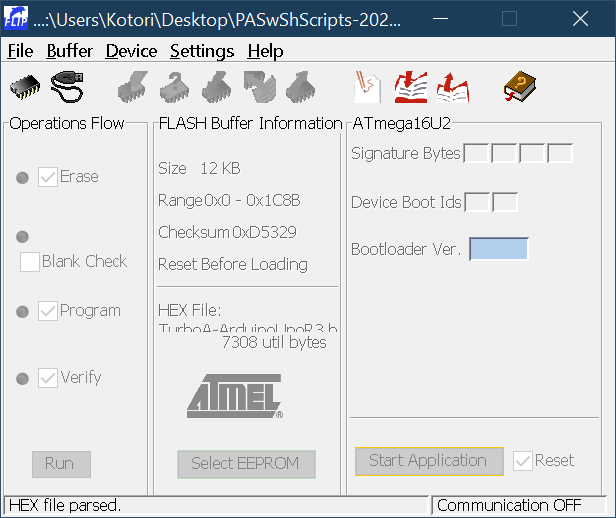 ...:\Users\Kotori\Desktop\PASwShScripts-202...
File Buffer Device Settings Help
Operations Flow
Erase
Blank Check
Program
Verify
Run
FLASH Buffer Information
Size 12 KB
Range 0x0 - 0x1C8B
Checksum 0xD5329
Reset Before Loading
HEX File:
TurboA-ArduinoUnoR3.h
7308 util bytes
ATMEL
Select EEPROM
ATmega16U2
Signature Bytes
Device Boot Ids
Bootloader Ver.
Start Application
Reset
HEX file parsed.
Communication OFF